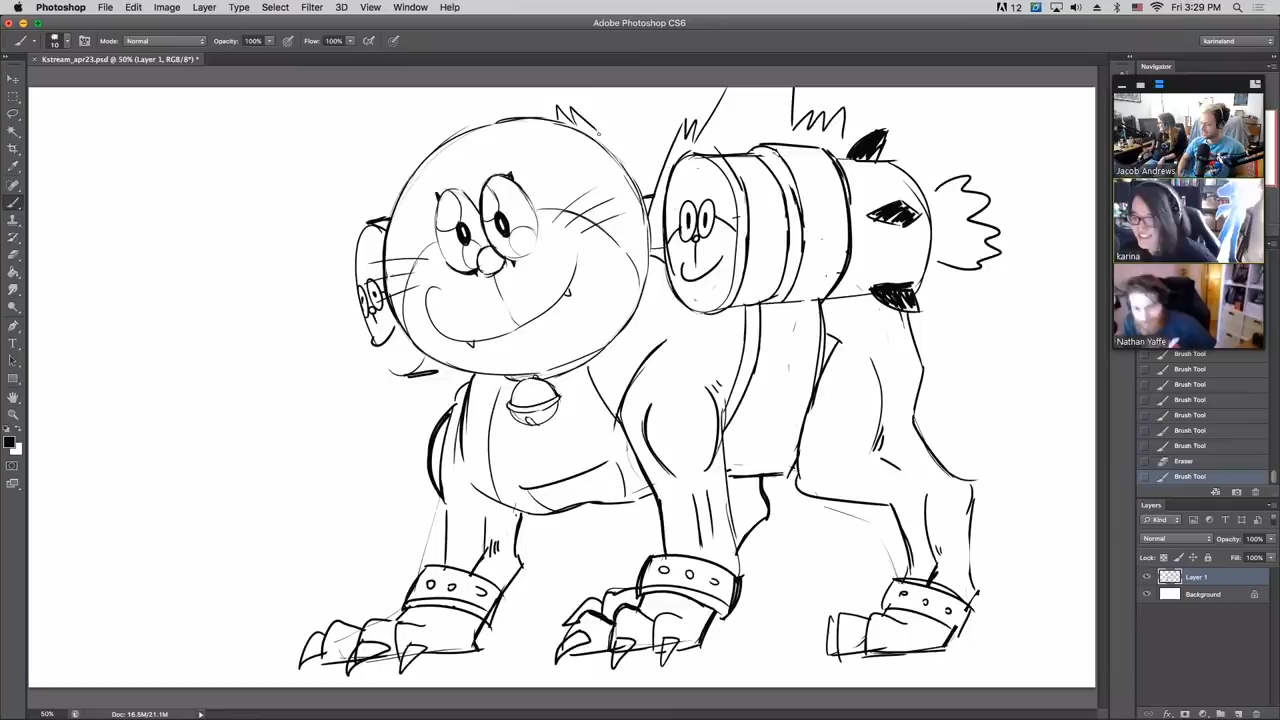 Photoshop File Edit Image Layer Type Select Filter 3D View Window Help
12 Fri 3:29 PM
Adobe Photoshop CS6
10 Mode: Normal Opacity: 100% Flow: 100% karinaland
Kstream_apr23.psd @ 50% (Layer 1, RGB/8*) *
Navigator
Jacob Andrews
karina
Nathan Yaffe
Brush Tool
Brush Tool
Brush Tool
Brush Tool
Brush Tool
Brush Tool
Brush Tool
Eraser
Brush Tool
Layers
Kind
Normal Opacity: 100%
Lock: Fill: 100%
Layer 1
Background
50% Doc: 16.5M/21.1M